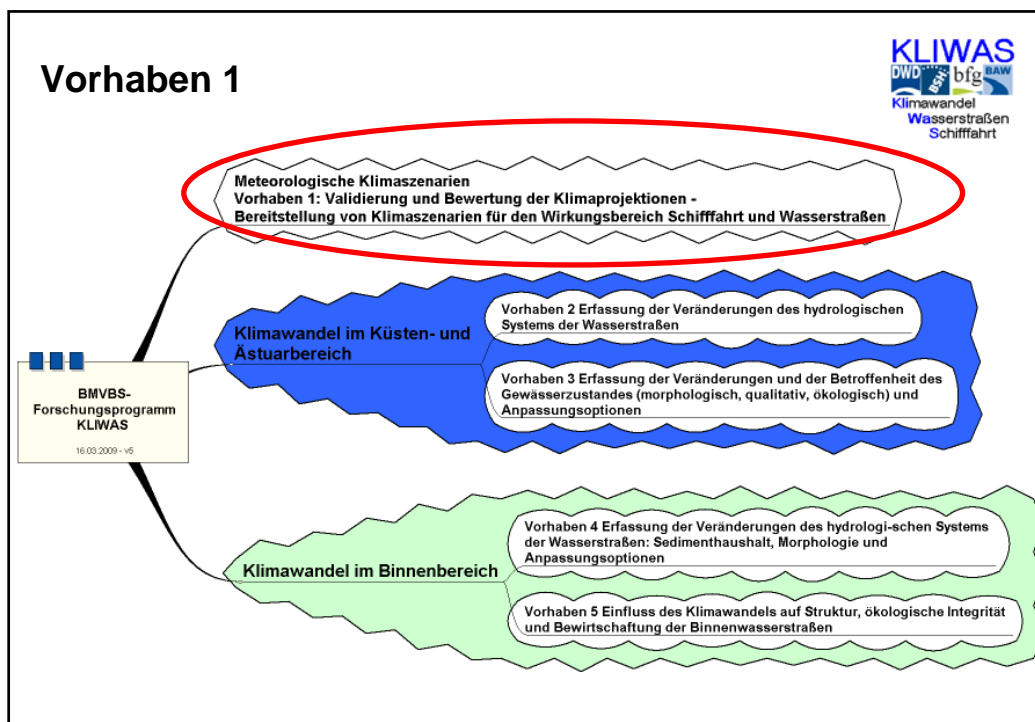 Vorhaben 1
KLIWAS
DWD BSH bfg BAW
Klimawandel
Wasserstraßen
Schifffahrt
Meteorologische Klimaszenarien
Vorhaben 1: Validierung und Bewertung der Klimaprojektionen -
Bereitstellung von Klimaszenarien für den Wirkungsbereich Schifffahrt und Wasserstraßen
Klimawandel im Küsten- und
Ästuarbereich
Vorhaben 2 Erfassung der Veränderungen des hydrologischen
Systems der Wasserstraßen
Vorhaben 3 Erfassung der Veränderungen und der Betroffenheit des
Gewässerzustandes (morphologisch, qualitativ, ökologisch) und
Anpassungsoptionen
BMVBS-
Forschungsprogramm
KLIWAS
16.03.2009 - v5
Klimawandel im Binnenbereich
Vorhaben 4 Erfassung der Veränderungen des hydrologi-schen Systems
der Wasserstraßen: Sedimenthaushalt, Morphologie und
Anpassungsoptionen
Vorhaben 5 Einfluss des Klimawandels auf Struktur, ökologische Integrität
und Bewirtschaftung der Binnenwasserstraßen